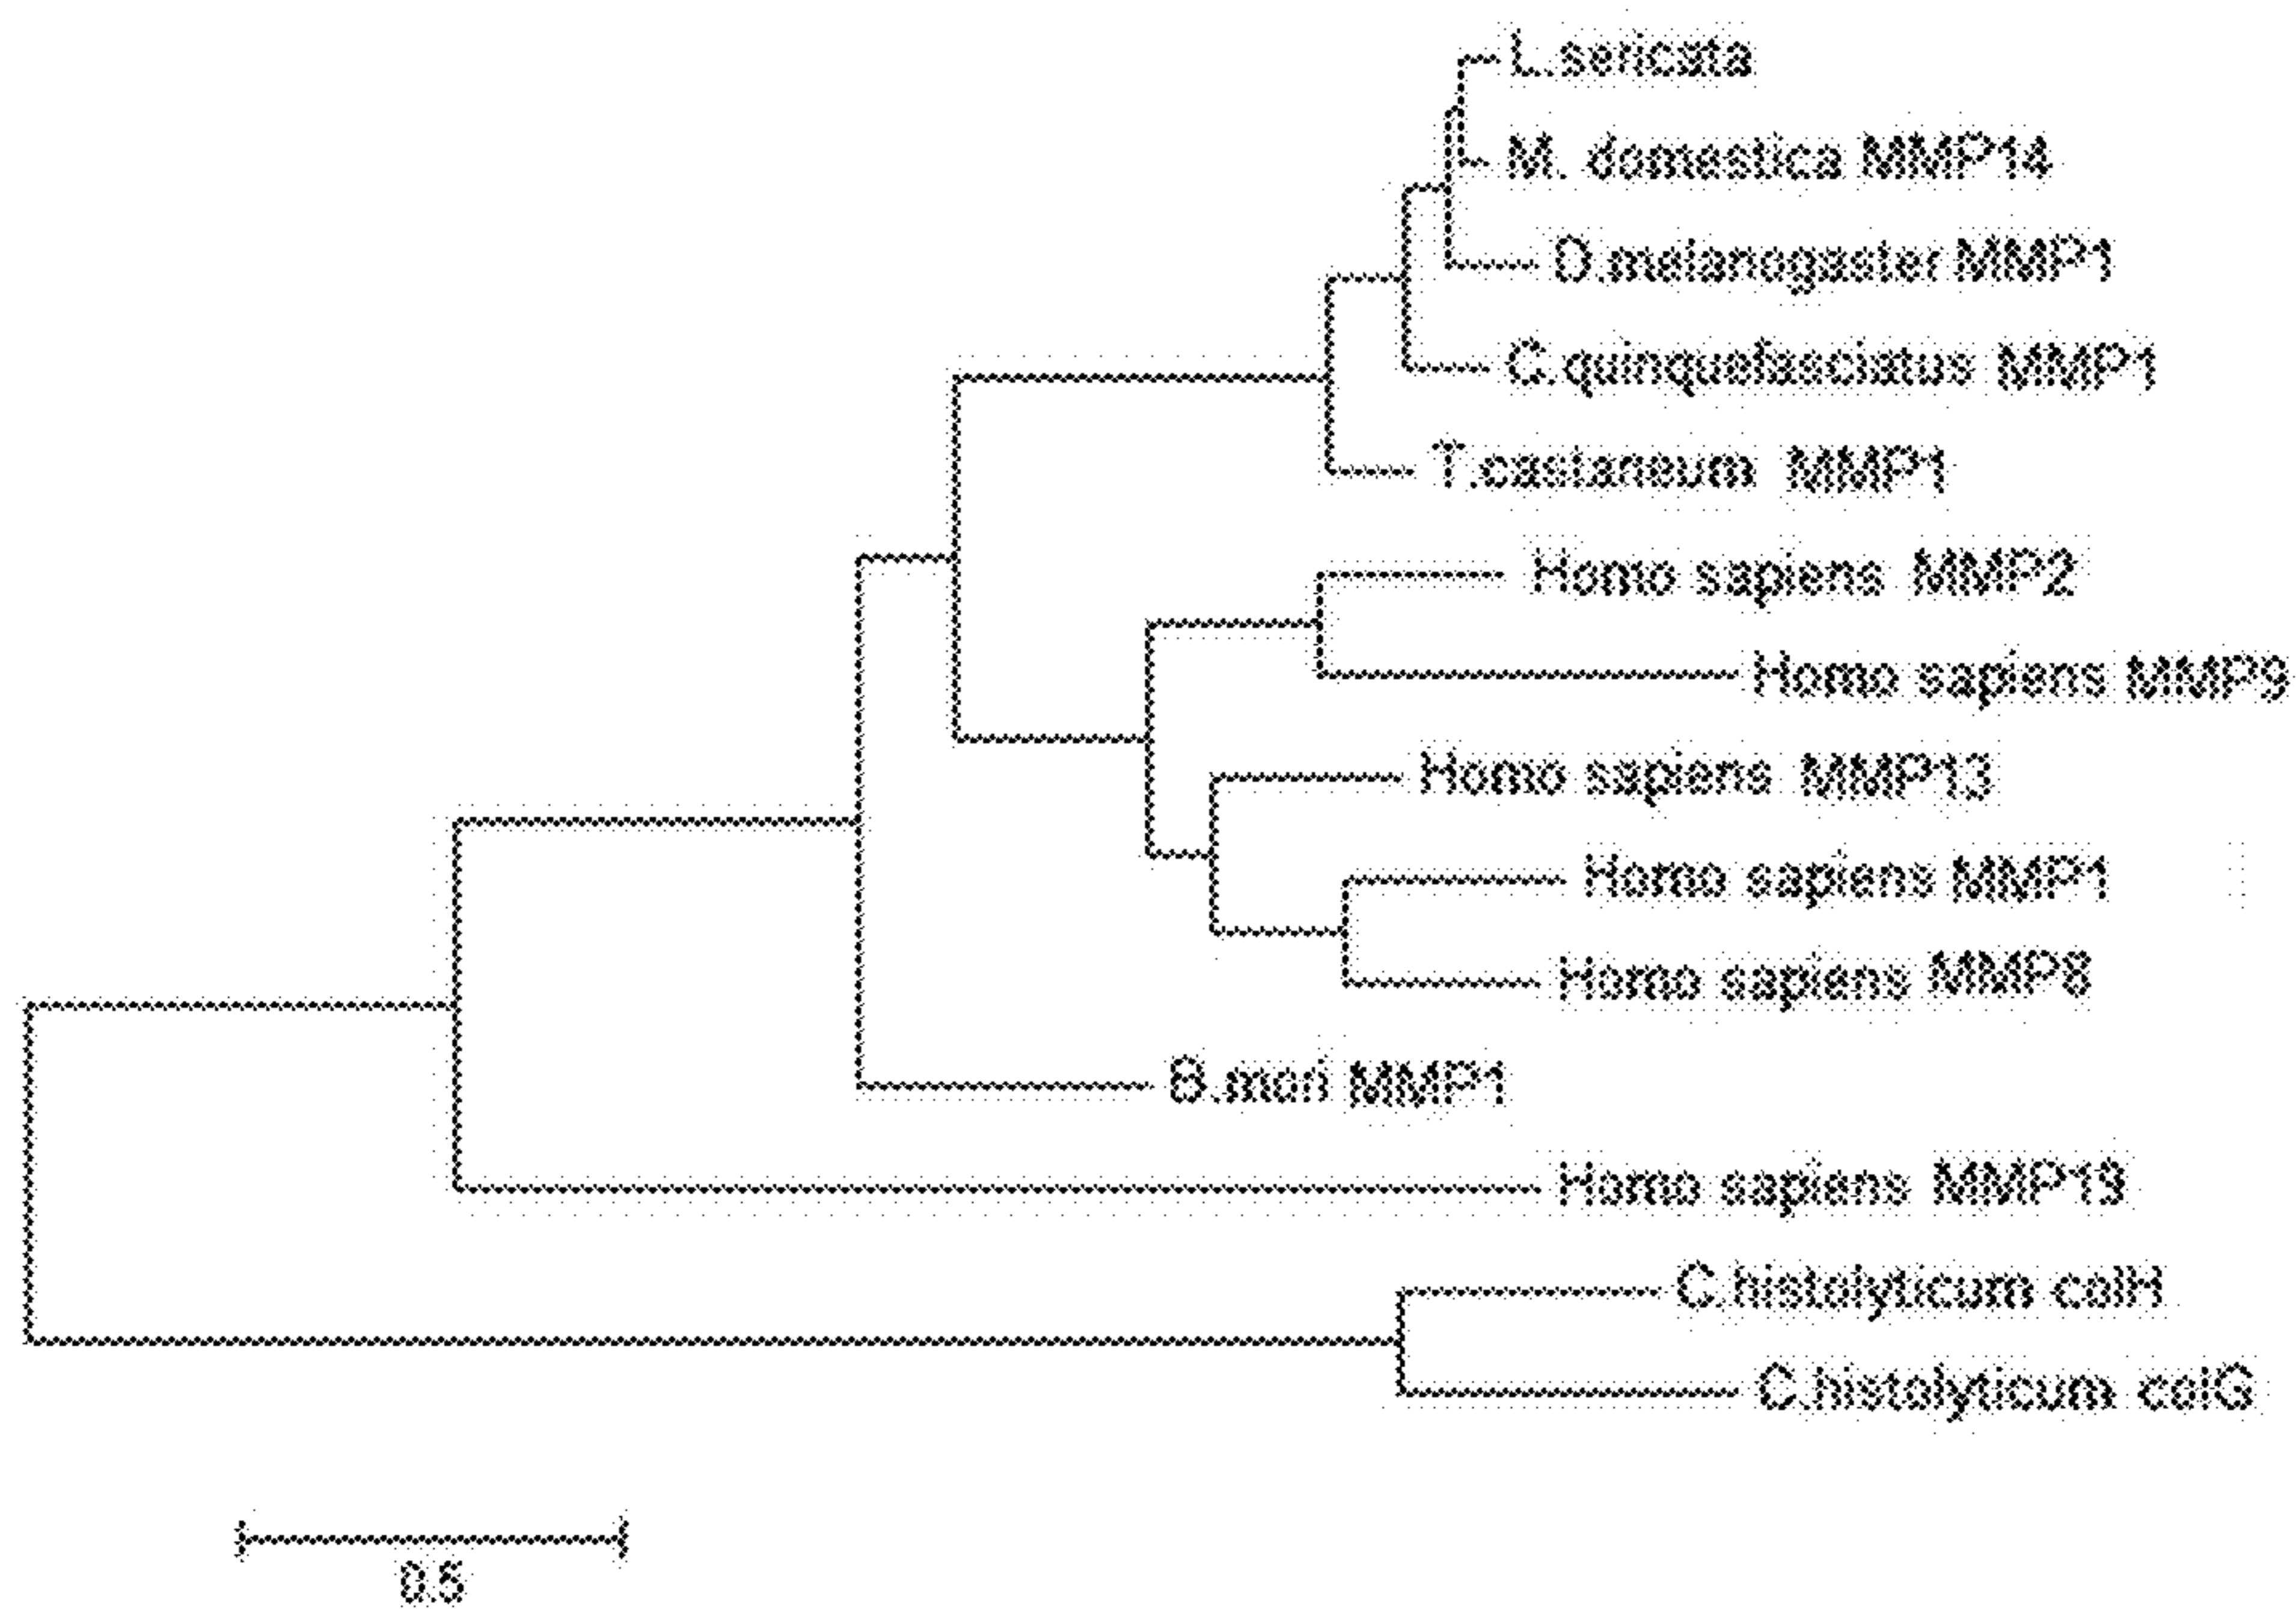 L.sericata
M. domestica MMP14
D.melanogaster MMP1
C.quinquefasciatus MMP1
T.castaneum MMP1
Homo sapiens MMP2
Homo sapiens MMP9
Homo sapiens MMP13
Homo sapiens MMP1
Homo sapiens MMP8
B.mori MMP1
Homo sapiens MMP19
C.histolyticum colH
C.histolyticum colG
0.5